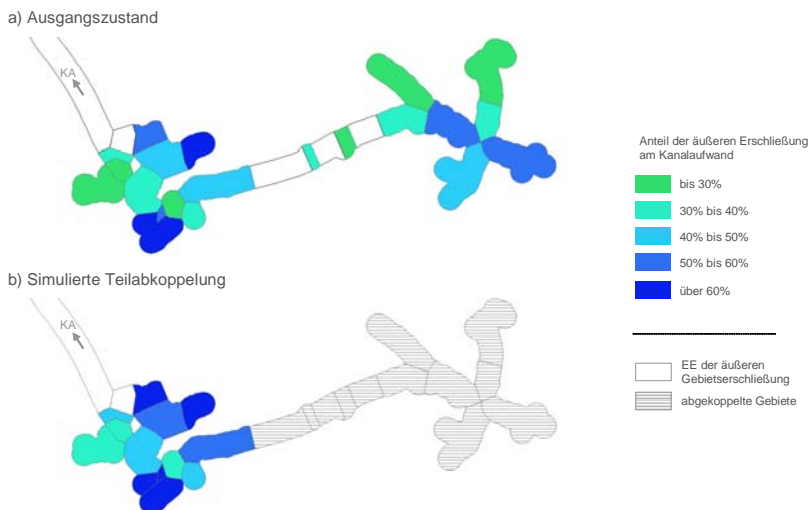 a) Ausgangszustand
KA
Anteil der äußeren Erschließung
am Kanalaufwand
bis 30%
30% bis 40%
40% bis 50%
50% bis 60%
über 60%
b) Simulierte Teilabkoppelung
KA
EE der äußeren
Gebietserschließung
abgekoppelte Gebiete